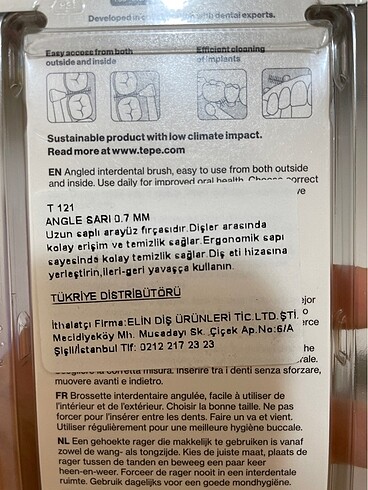 Developed in c with dental experts.
Easy access from both
outside and inside
Efficient cleaning
of implants
Sustainable product with low climate impact.
Read more at www.tepe.com
EN Angled interdental brush, easy to use from both outside
and inside. Use daily for improved oral health. Choose correct
T 121
ANGLE SARI 0.7 MM
Uzun saplı arayüz fırçasıdır.Dişler arasında
kolay erişim ve temizlik sağlar.Ergonomik sapı
sayesinde kolay temizlik sağlar.Diş eti hizasına
yerleştirin,ileri-geri yavaşça kullanın.
TÜKRİYE DİSTRİBÜTÖRÜ
İthalatçı Firma:ELİN DİŞ ÜRÜNLERİ TİC.LTD.ŞTİ.
Mecidiyeköy Mh. Musadayı Sk. Çiçek Ap.No:6/A
Şişli/İstanbul Tlf: 0212 217 23 23
scegliere la corretta misura. Inserire tra i denti senza sforzare,
muovere avanti e indietro.
FR Brossette interdentaire angulée, facile à utiliser de
l'intérieur et de l'extérieur. Choisir la bonne taille. Ne pas
forcer pour l'insérer entre les dents. Faire un va et vient.
Utiliser régulièrement pour une meilleure hygiène buccale.
NL Een gehoekte rager die makkelijk te gebruiken is vanaf
zowel de wang- als tongzijde. Kies de juiste maat, plaats de
rager tussen de tanden en beweeg een paar keer
heen-en-weer. Forceer de rager nooit in een interdentale
ruimte. Gebruik dagelijks voor een goede mondhygiëne.